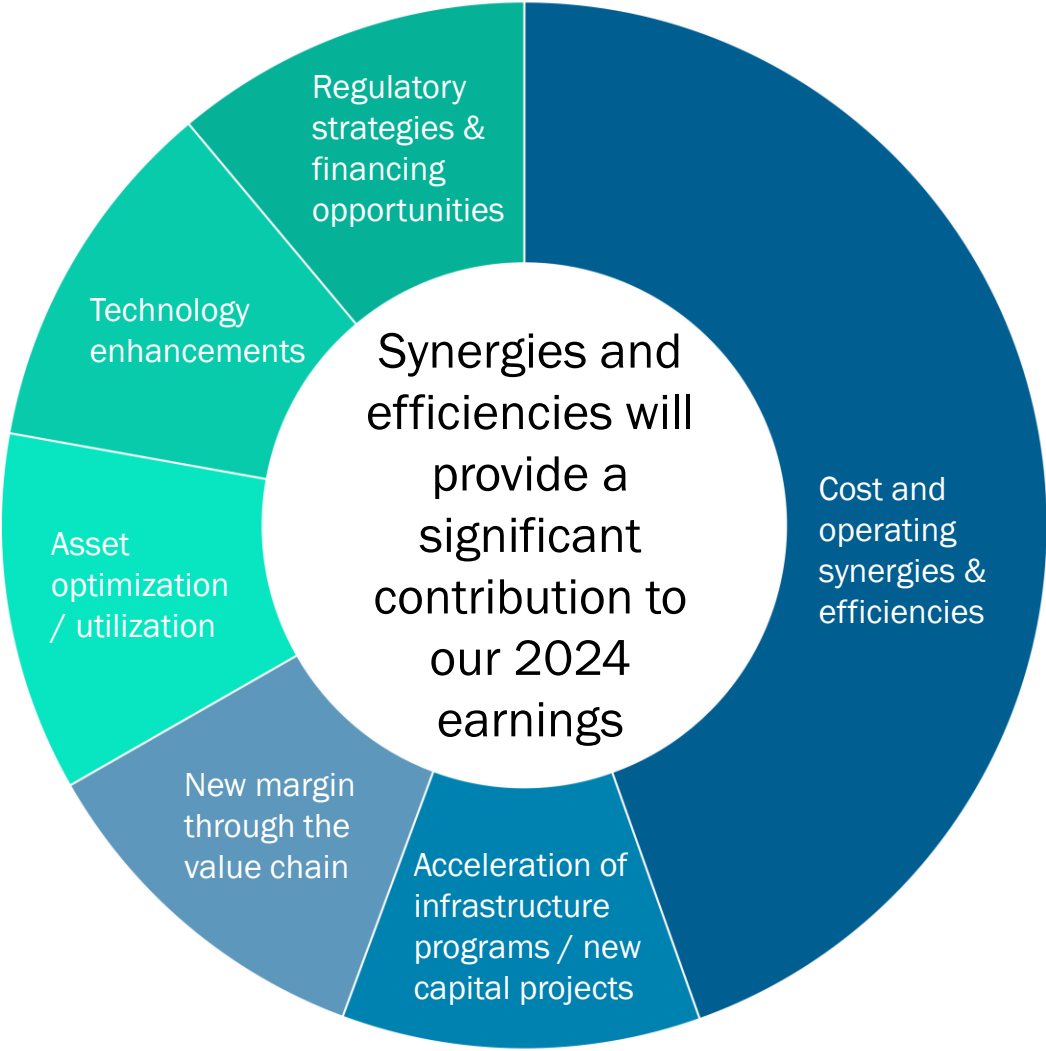 Regulatory
strategies &
financing
opportunities
Technology
enhancements
Asset
optimization
/ utilization
New margin
through the
value chain
Acceleration of
infrastructure
programs / new
capital projects
Cost and
operating
synergies &
efficiencies
Synergies and
efficiencies will
provide a
significant
contribution to
our 2024
earnings